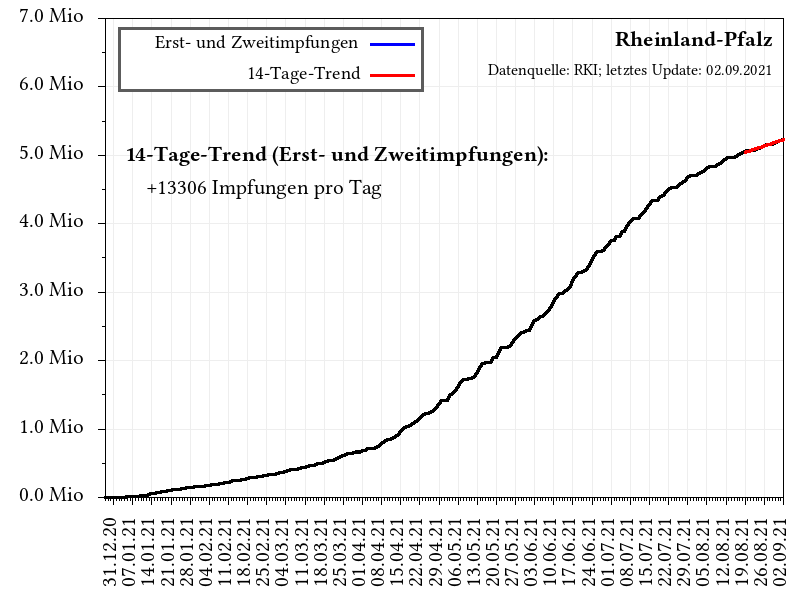 7.0 Mio
6.0 Mio
5.0 Mio
4.0 Mio
3.0 Mio
2.0 Mio
1.0 Mio
0.0 Mio
Erst- und Zweitimpfungen
14-Tage-Trend
Rheinland-Pfalz
Datenquelle: RKI; letztes Update: 02.09.2021
14-Tage-Trend (Erst- und Zweitimpfungen):
+13306 Impfungen pro Tag
31.12.20
07.01.21
14.01.21
21.01.21
28.01.21
04.02.21
11.02.21
18.02.21
25.02.21
04.03.21
11.03.21
18.03.21
25.03.21
01.04.21
08.04.21
15.04.21
22.04.21
29.04.21
06.05.21
13.05.21
20.05.21
27.05.21
03.06.21
10.06.21
17.06.21
24.06.21
01.07.21
08.07.21
15.07.21
22.07.21
29.07.21
05.08.21
12.08.21
19.08.21
26.08.21
02.09.21